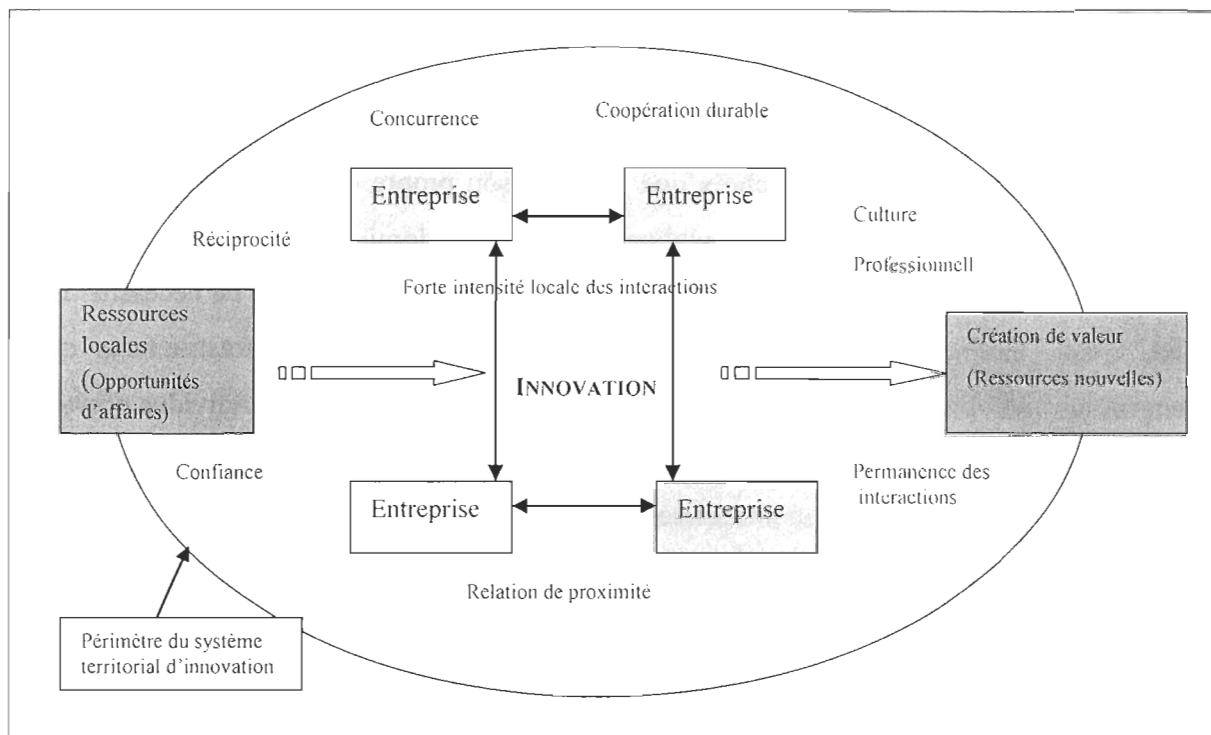 Concurrence
Coopération durable
Entreprise
Entreprise
Culture
Professionnell
Réciprocité
Forte intensité locale des interactions
Ressources
locales
(Opportunités
d'affaires)
INNOVATION
Création de valeur
(Ressources nouvelles)
Confiance
Permanence des
interactions
Entreprise
Entreprise
Relation de proximité
Périmètre du système
territorial d'innovation